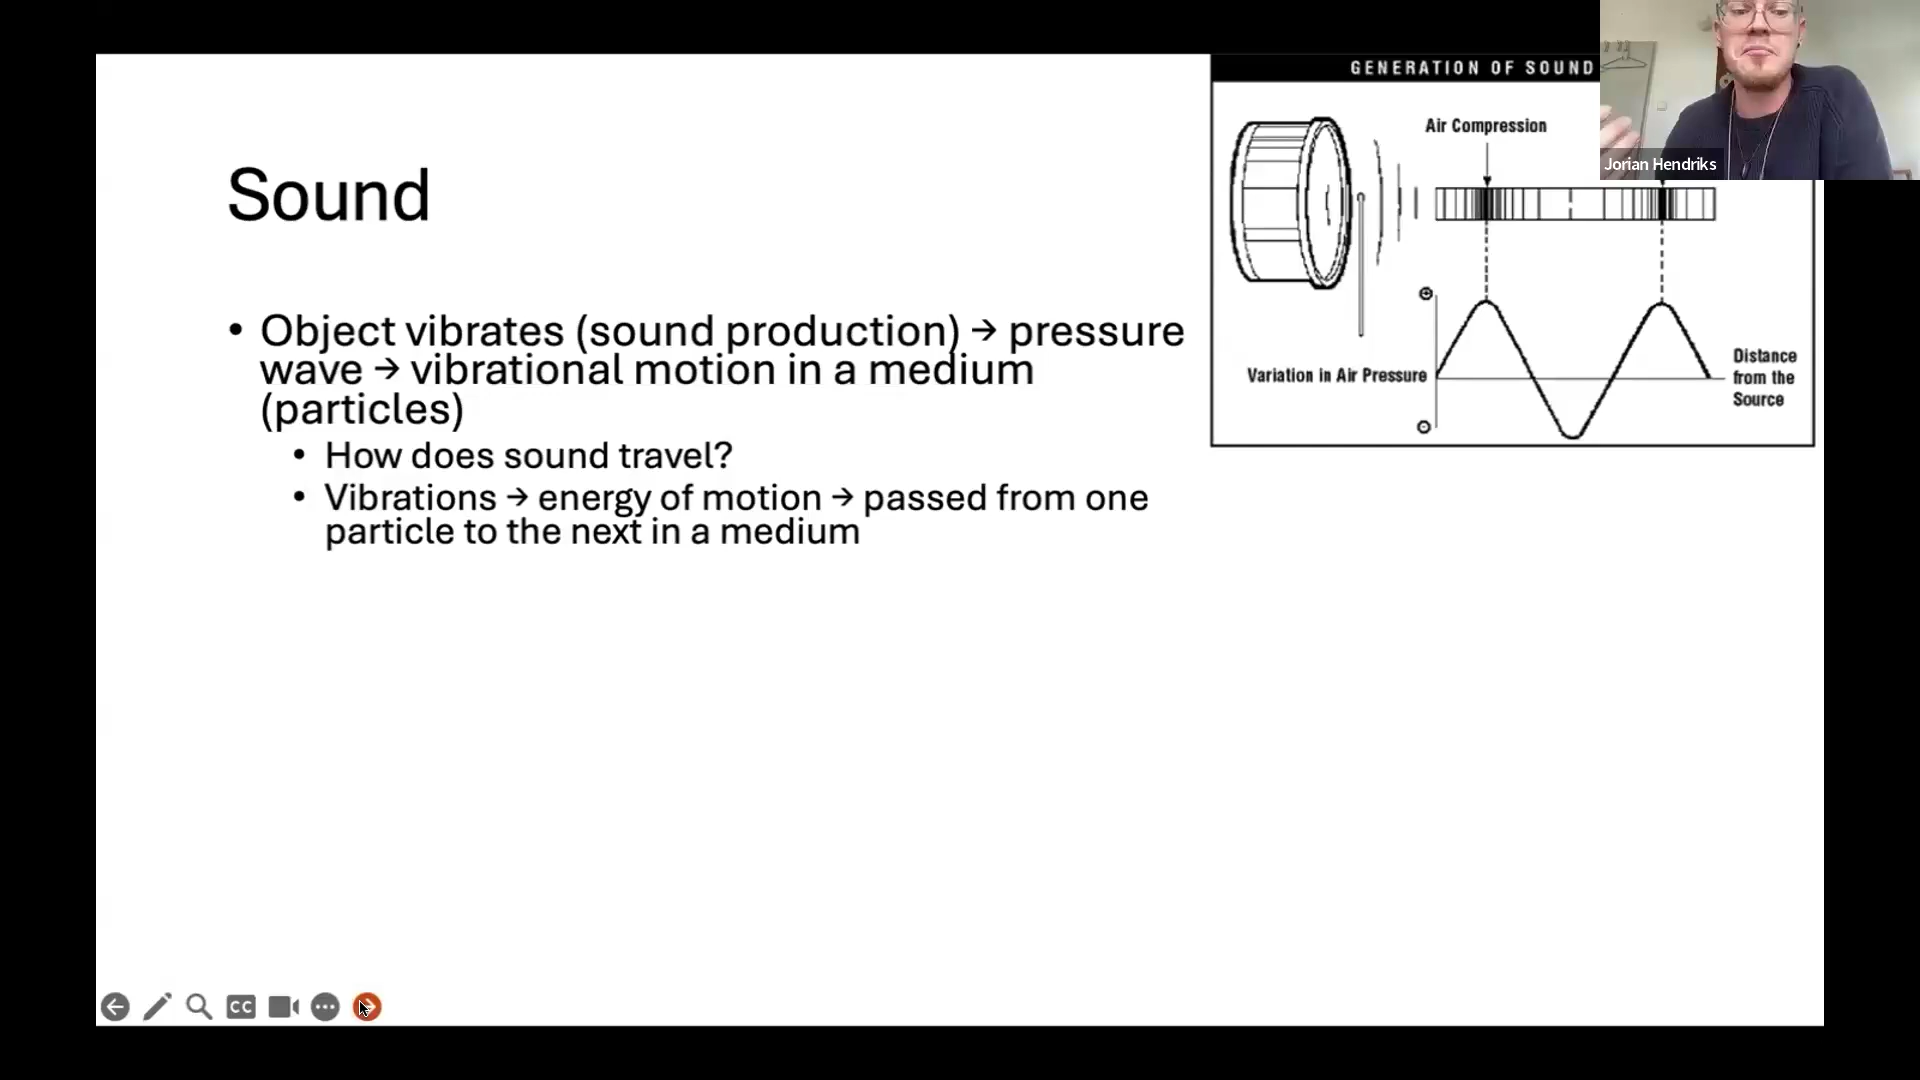 GENERATION OF SOUND
Air Compression
Jorian Hendriks
Sound
• Object vibrates (sound production) → pressure
wave → vibrational motion in a medium
(particles)
• How does sound travel?
• Vibrations → energy of motion → passed from one
particle to the next in a medium
Variation in Air Pressure
Distance
from the
Source
CC